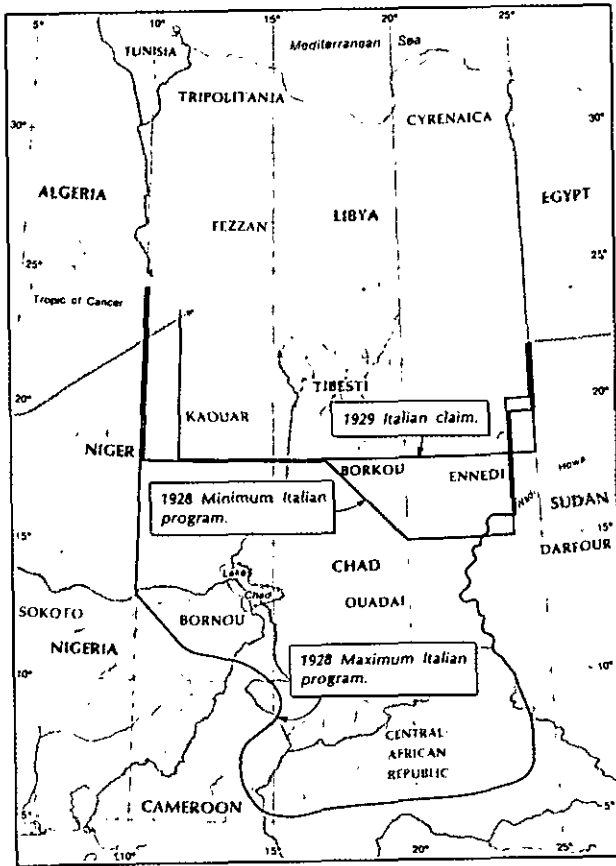 5° 10° 15° 20° 25°
TUNISIA
Mediterranean Sea
TRIPOLITANIA
CYRENAICA
30° 30°
ALGERIA
LIBYA
EGYPT
FEZZAN
25° 25°
Tropic of Cancer
TIBESTI
20° 20°
KAOUAR
1929 Italian claim.
NIGER
BORKOU
ENNEDI
Howa
1928 Minimum Italian
program.
SUDAN
15° 15°
DARFOUR
CHAD
Lake
Chad
OUADAI
SOKOTO
BORNOU
NIGERIA
1928 Maximum Italian
program.
10° 10°
CENTRAL
AFRICAN
REPUBLIC
CAMEROON
5° 5°
10° 15° 20° 25°